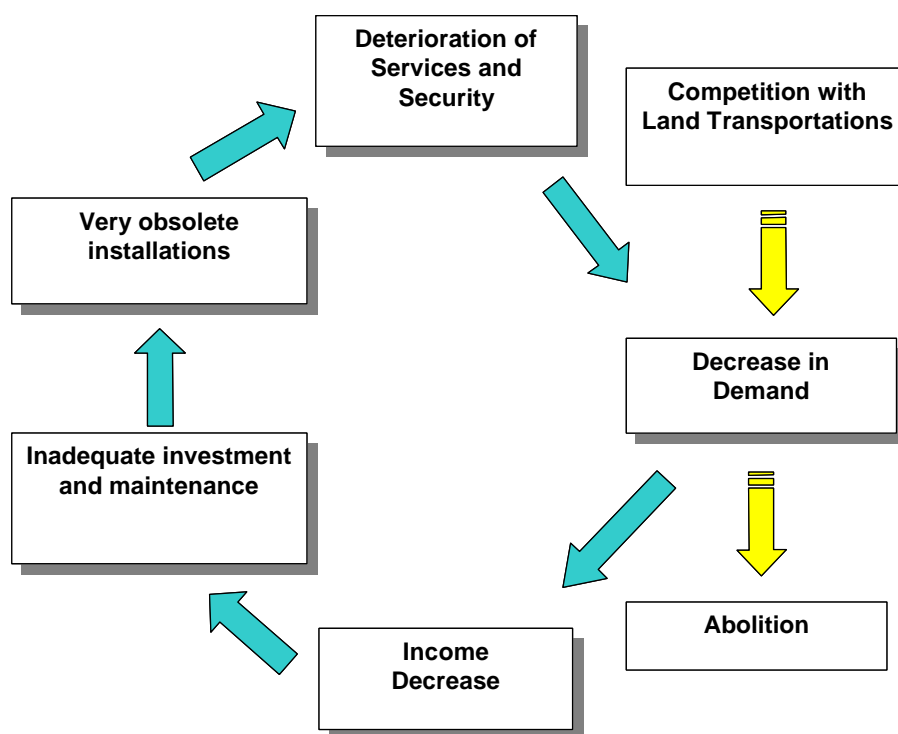 Deterioration of
Services and
Security
Competition with
Land Transportations
Very obsolete
installations
Decrease in
Demand
Inadequate investment
and maintenance
Abolition
Income
Decrease